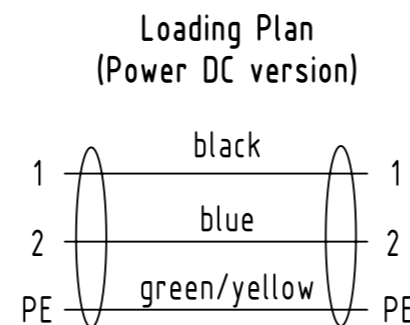 Loading Plan
(Power DC version)
1 black 1
2 blue 2
PE green/yellow PE